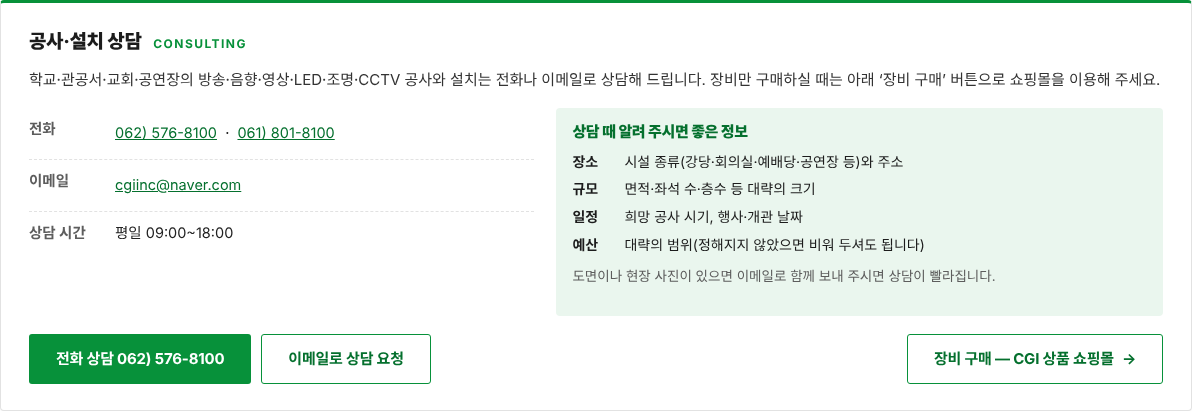 공사·설치 상담 CONSULTING
학교·관공서·교회·공연장의 방송·음향·영상·LED·조명·CCTV 공사와 설치는 전화나 이메일로 상담해 드립니다. 장비만 구매하실 때는 아래 ‘장비 구매’ 버튼으로 쇼핑몰을 이용해 주세요.
전화 062) 576-8100 · 061) 801-8100
이메일 cgiinc@naver.com
상담 시간 평일 09:00~18:00
상담 때 알려 주시면 좋은 정보
장소 시설 종류(강당·회의실·예배당·공연장 등)와 주소
규모 면적·좌석 수·층수 등 대략의 크기
일정 희망 공사 시기, 행사·개관 날짜
예산 대략의 범위(정해지지 않았으면 비워 두셔도 됩니다)
도면이나 현장 사진이 있으면 이메일로 함께 보내 주시면 상담이 빨라집니다.
전화 상담 062) 576-8100
이메일로 상담 요청
장비 구매 — CGI 상품 쇼핑몰 →